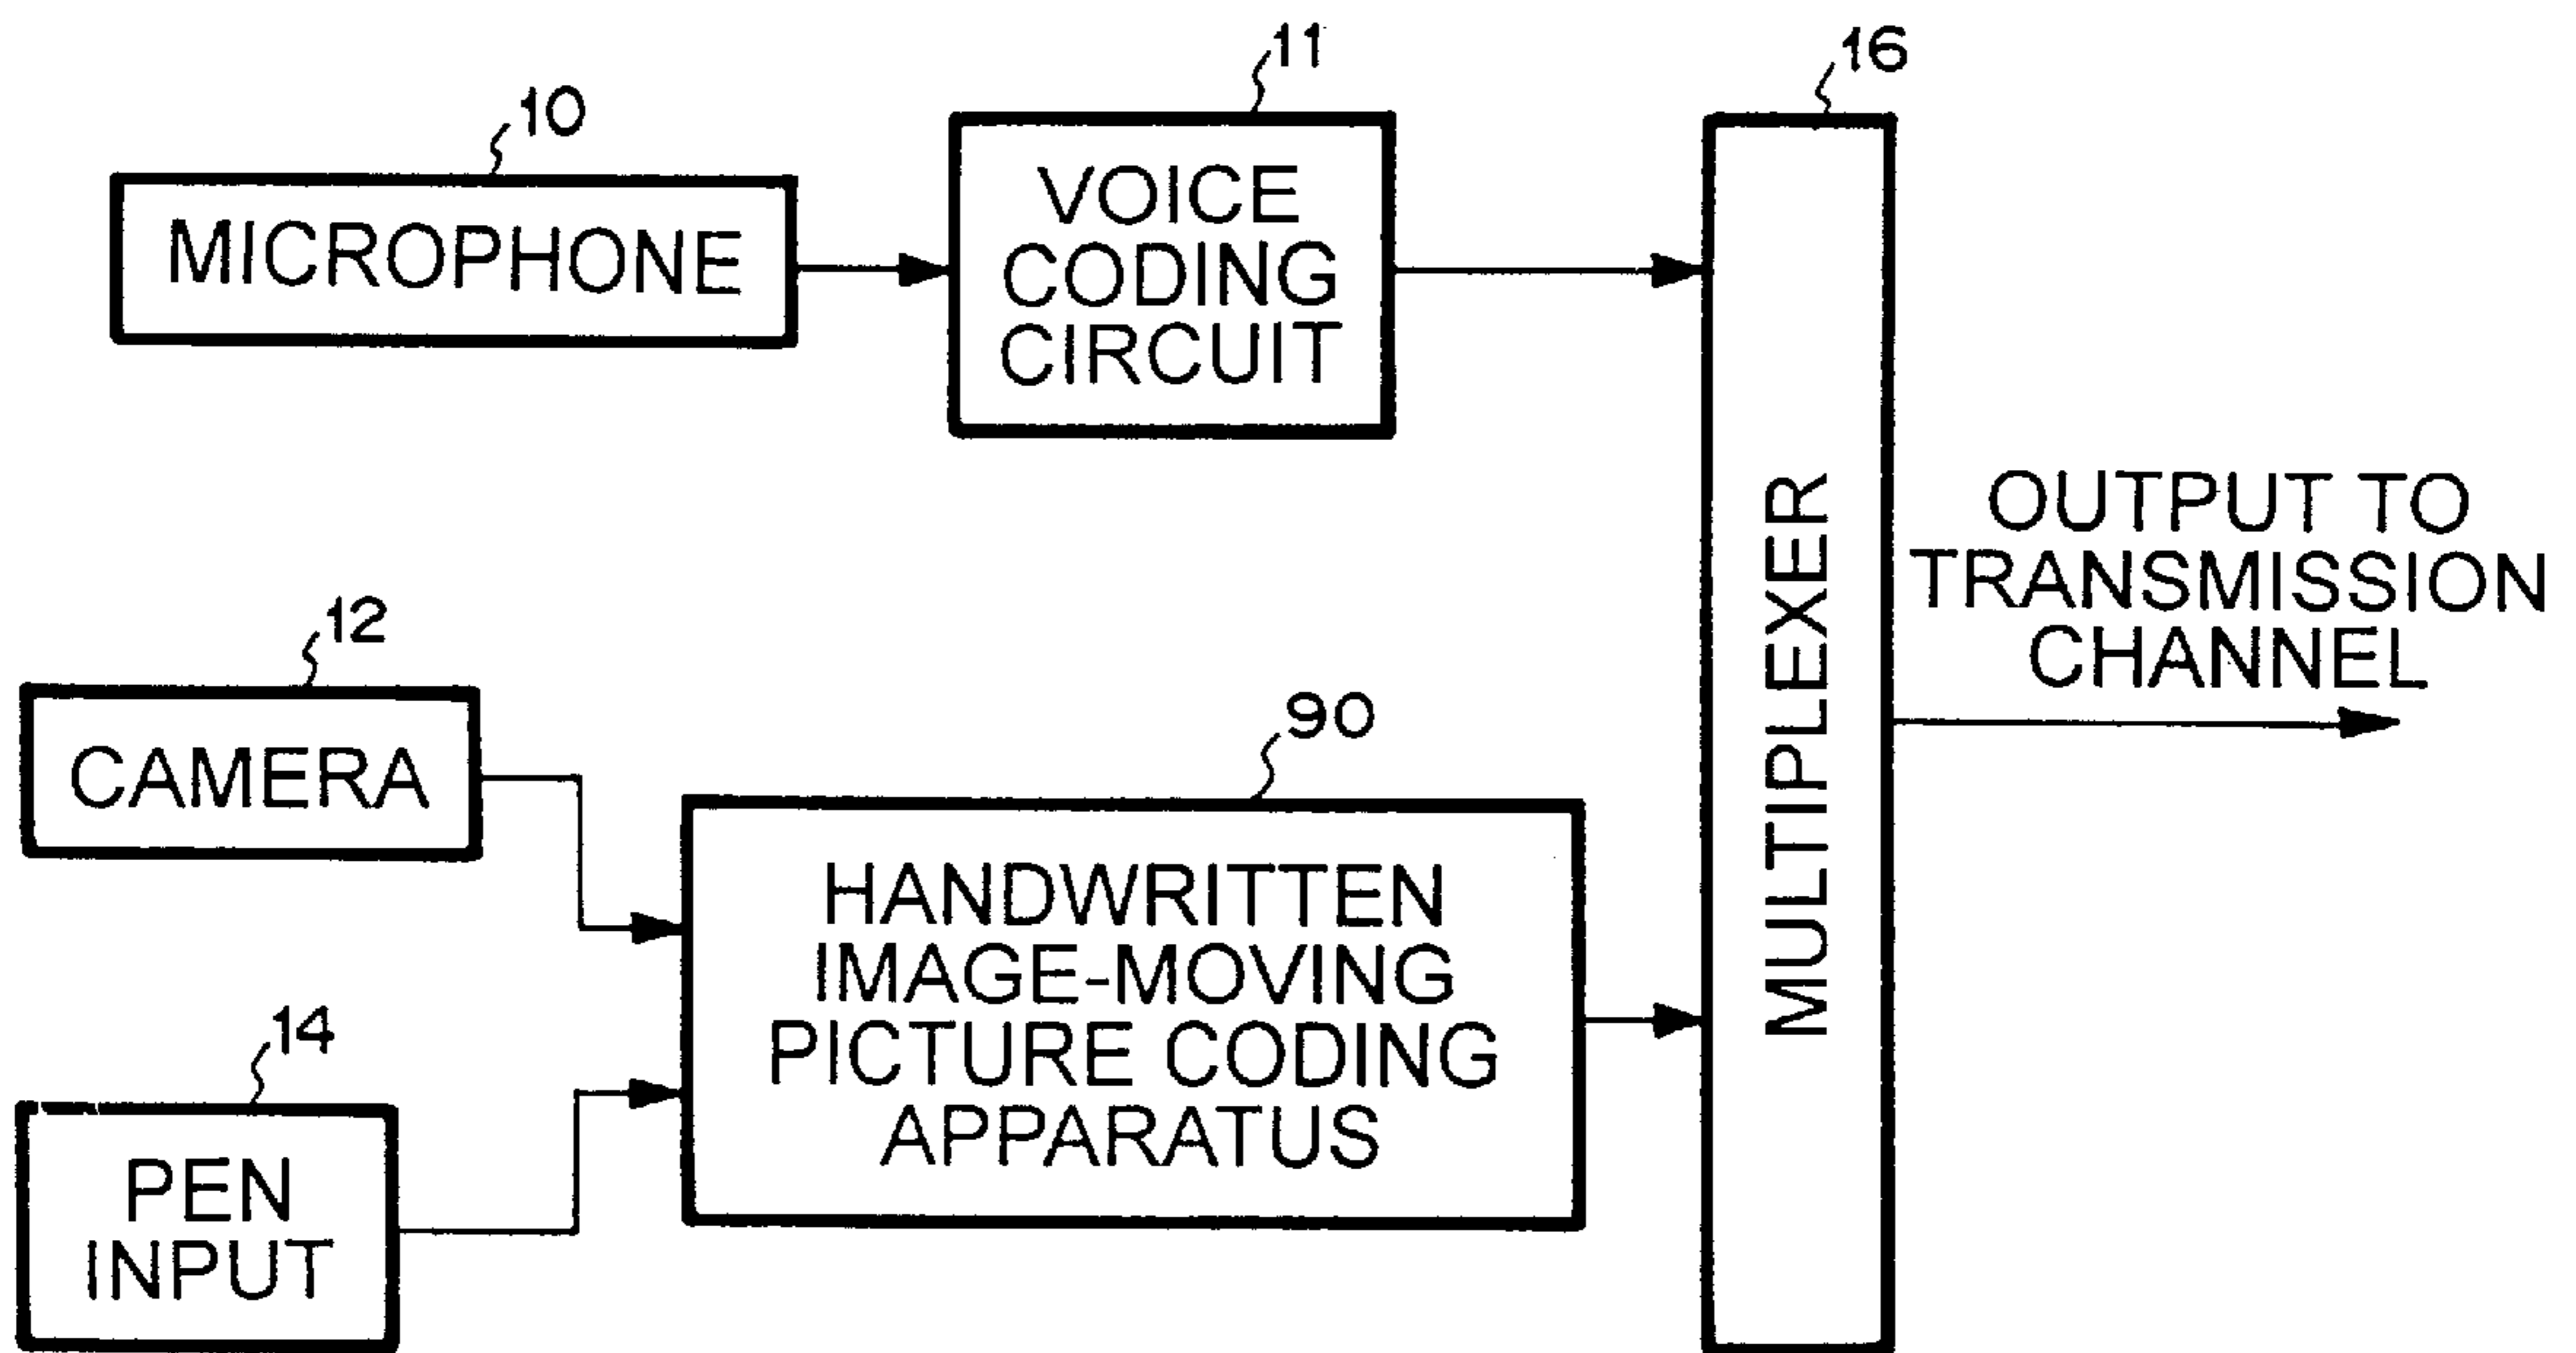 10
MICROPHONE
11
VOICE
CODING
CIRCUIT
16
MULTIPLEXER
OUTPUT TO
TRANSMISSION
CHANNEL
12
CAMERA
90
HANDWRITTEN
IMAGE-MOVING
PICTURE CODING
APPARATUS
14
PEN
INPUT